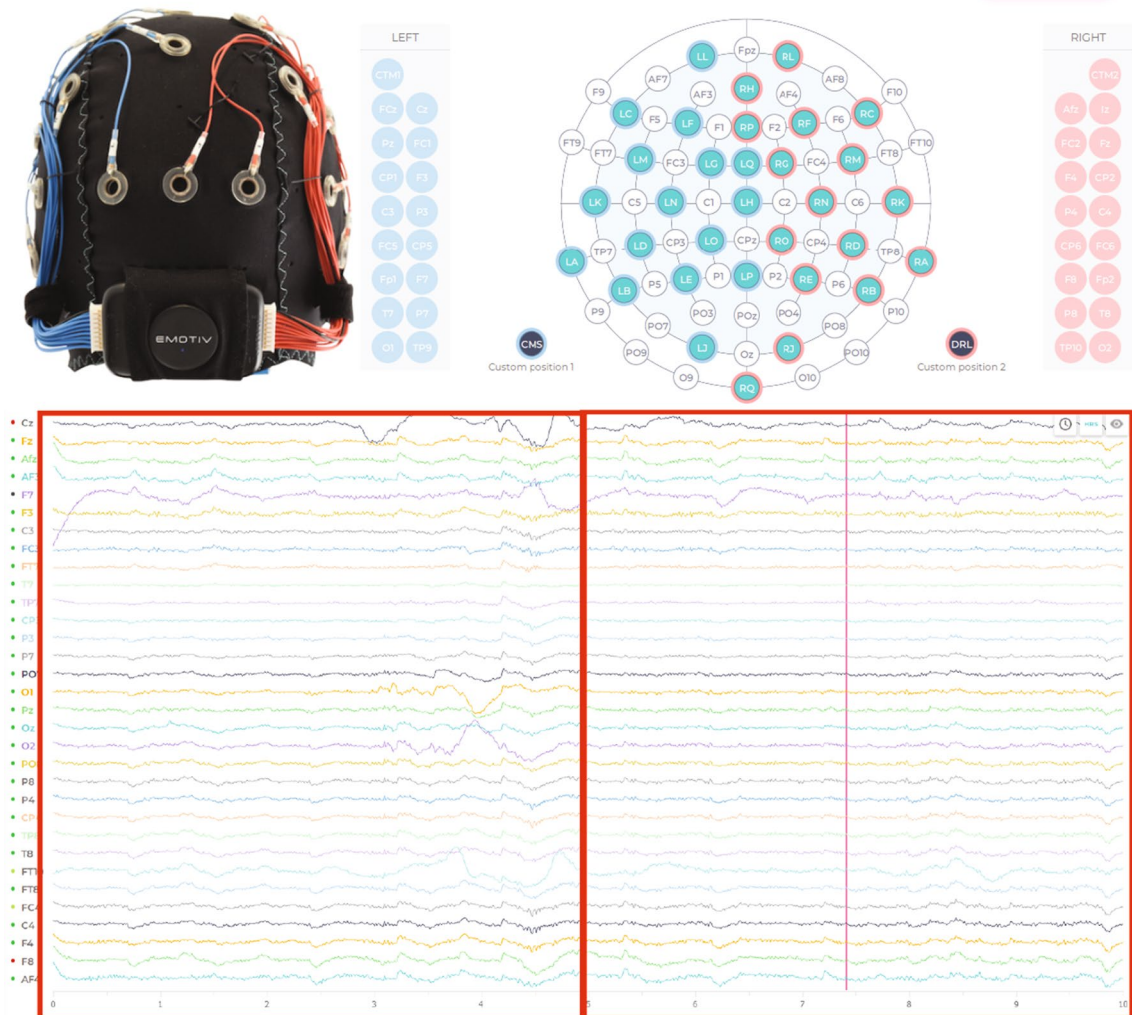 LEFT
CTM1
FCz Cz
Pz FC1
CP1 F3
C3 P3
FC5 CP5
Fp1 F7
T7 P7
O1 TP9
EMOTIV
LL Fpz RL
AF7 AF8
F9 AF3 RH AF4 F10
LC F5 LF F1 RP F2 RF F6 RC
FT9 FT7 LM FC3 LG LQ RG FC4 RM FT8 FT10
LK C5 LN C1 LH C2 RN C6 RK
LA TP7 LD CP3 LO CPz RO CP4 RD TP8 RA
LB P5 LE P1 LP P2 RE P6 RB
P9 PO3 POz PO4 P10
PO7 PO8
PO9 LJ Oz RJ PO10
O9 RQ O10
CMS
Custom position 1
DRL
Custom position 2
RIGHT
CTM2
Afz Iz
FC2 Fz
F4 CP2
P4 C4
CP6 FC6
F8 Fp2
P8 T8
TP10 O2
Cz
Fz
Afz
F7
F3
C3
T7
P3
P7
O1
Pz
Oz
O2
P8
P4
T8
FT8
C4
F4
F8
AF4
0 1 2 3 4 5 6 7 8 9 10